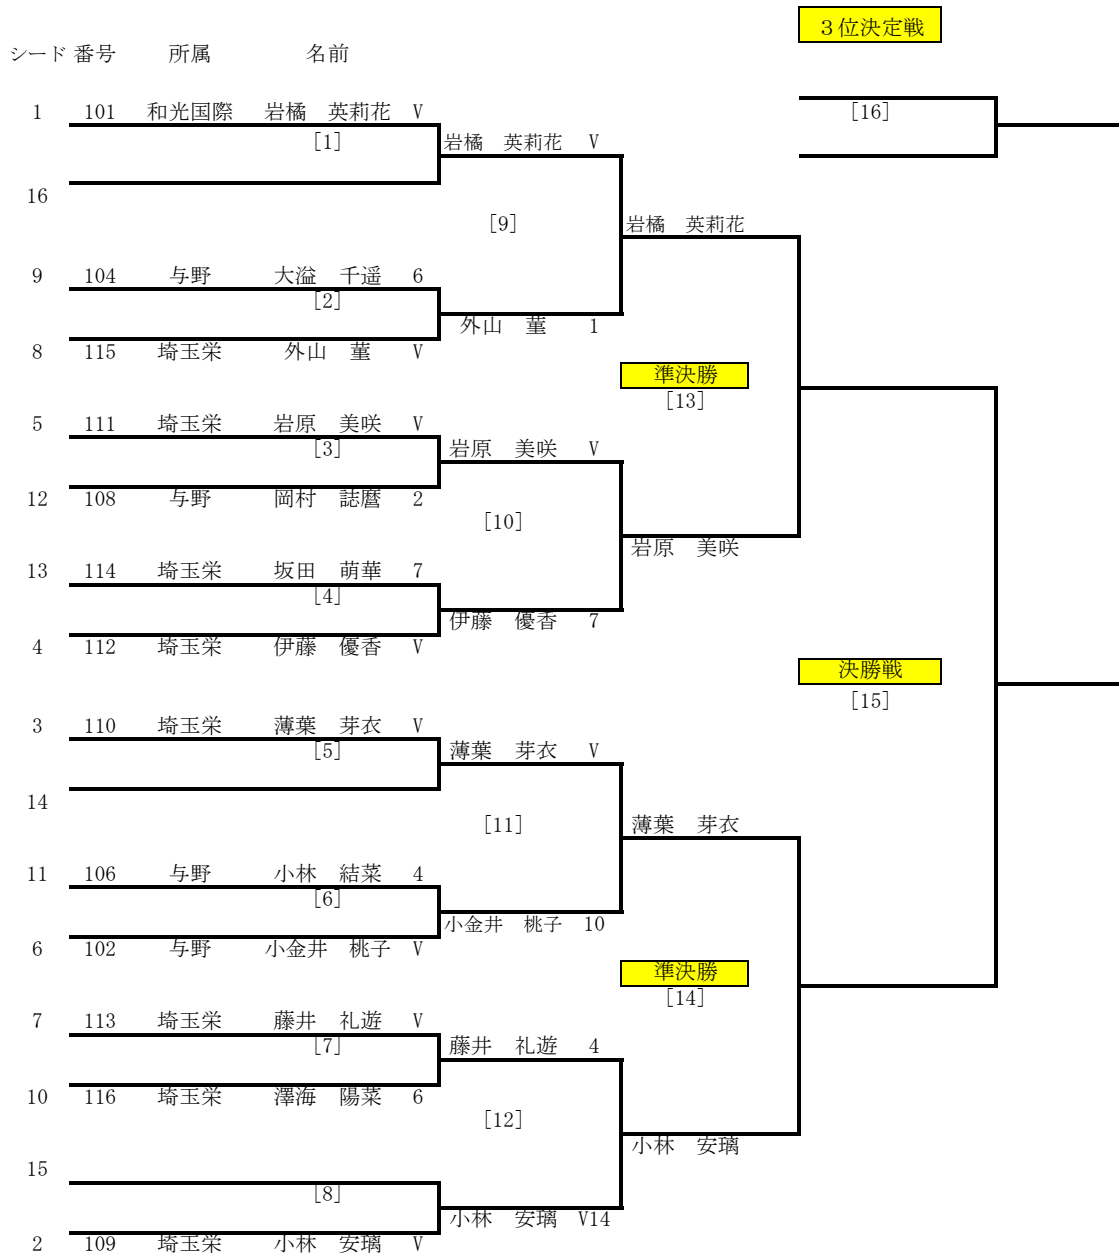 ３位決定戦
シード 番号 所属 名前
1 101 和光国際 岩橘 英莉花 V
[16]
[1]
岩橘 英莉花 V
16
[9]
岩橘 英莉花
9 104 与野 大溢 千遥 6
[2]
外山 菫 1
8 115 埼玉栄 外山 菫 V
準決勝
[13]
5 111 埼玉栄 岩原 美咲 V
[3]
岩原 美咲 V
12 108 与野 岡村 誌麿 2
[10]
岩原 美咲
13 114 埼玉栄 坂田 萌華 7
[4]
伊藤 優香 7
4 112 埼玉栄 伊藤 優香 V
決勝戦
[15]
3 110 埼玉栄 薄葉 芽衣 V
[5]
薄葉 芽衣 V
14
[11]
薄葉 芽衣
11 106 与野 小林 結菜 4
[6]
小金井 桃子 10
6 102 与野 小金井 桃子 V
準決勝
[14]
7 113 埼玉栄 藤井 礼遊 V
[7]
藤井 礼遊 4
10 116 埼玉栄 澤海 陽菜 6
[12]
小林 安璃
15
[8]
小林 安璃 V14
2 109 埼玉栄 小林 安璃 V